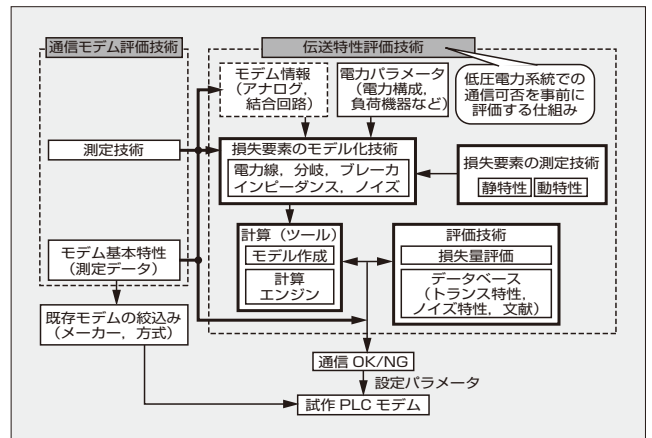 通信モデム評価技術
伝送特性評価技術
モデム情報
（アナログ，
結合回路）
電力パラメータ
（電力構成，
負荷機器など）
低圧電力系統での
通信可否を事前に
評価する仕組み
測定技術
損失要素のモデル化技術
電力線，分岐，ブレーカ
インピーダンス，ノイズ
損失要素の測定技術
静特性
動特性
モデム基本特性
（測定データ）
計算（ツール）
モデル作成
計算
エンジン
評価技術
損失量評価
データベース
（トランス特性，
ノイズ特性，文献）
既存モデムの絞込み
（メーカー，方式）
通信 OK/NG
設定パラメータ
試作 PLC モデム